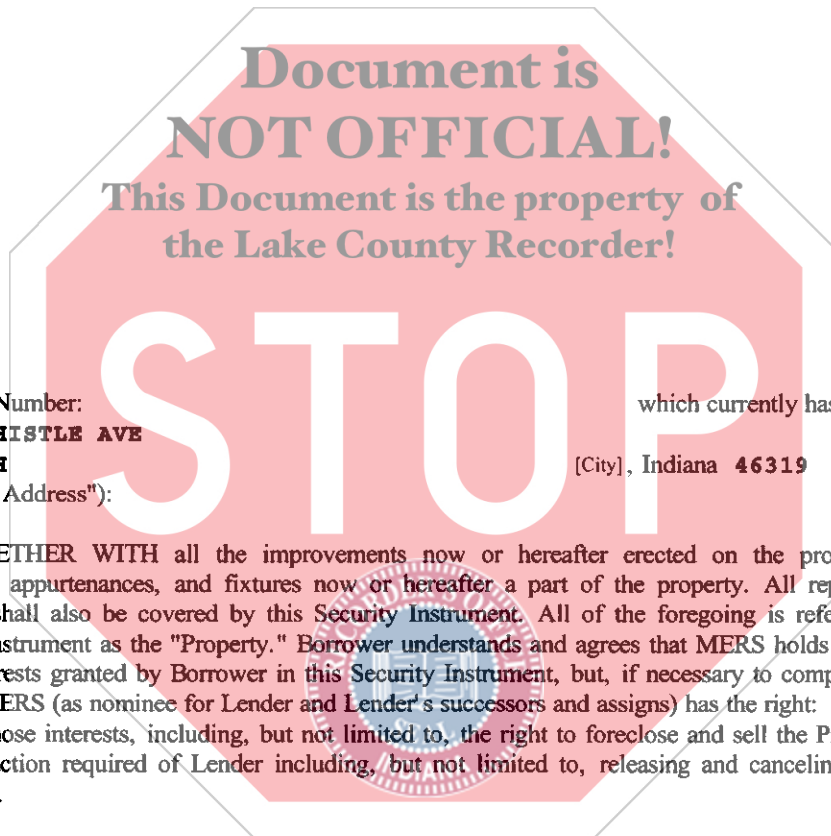 Document is
NOT OFFICIAL!
This Document is the property of
the Lake County Recorder!
STOP
Number: which currently has
HISTLE AVE
H [City], Indiana 46319
Address"):
ETHER WITH all the improvements now or hereafter erected on the pro
appurtenances, and fixtures now or hereafter a part of the property. All rep
shall also be covered by this Security Instrument. All of the foregoing is refe
nstrument as the "Property." Borrower understands and agrees that MERS holds
rests granted by Borrower in this Security Instrument, but, if necessary to comp
ERS (as nominee for Lender and Lender's successors and assigns) has the right:
ose interests, including, but not limited to, the right to foreclose and sell the P
ction required of Lender including, but not limited to, releasing and cancelin
SEAL
INDIANA